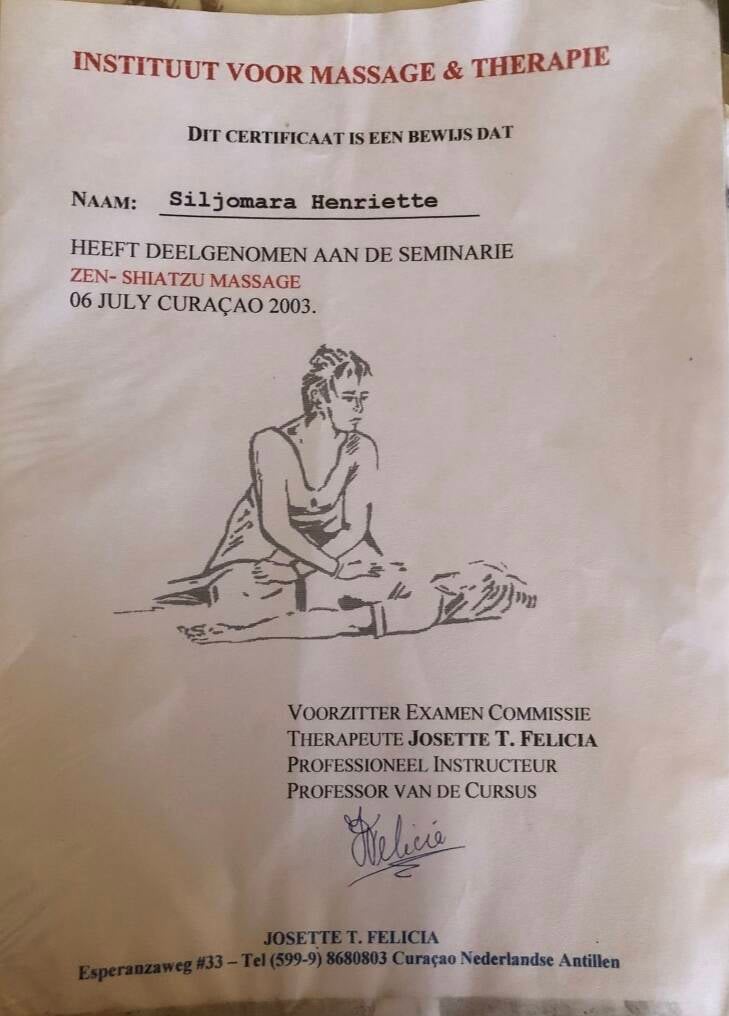 INSTITUUT VOOR MASSAGE & THERAPIE
DIT CERTIFICAAT IS EEN BEWIJS DAT
NAAM: Siljomara Henriette
HEEFT DEELGENOMEN AAN DE SEMINARIE
ZEN- SHIATZU MASSAGE
06 JULY CURAÇAO 2003.
VOORZITTER EXAMEN COMMISSIE
THERAPEUTE JOSETTE T. FELICIA
PROFESSIONEEL INSTRUCTEUR
PROFESSOR VAN DE CURSUS
JFelicia
JOSETTE T. FELICIA
Esperanzaweg #33 – Tel (599-9) 8680803 Curaçao Nederlandse Antillen